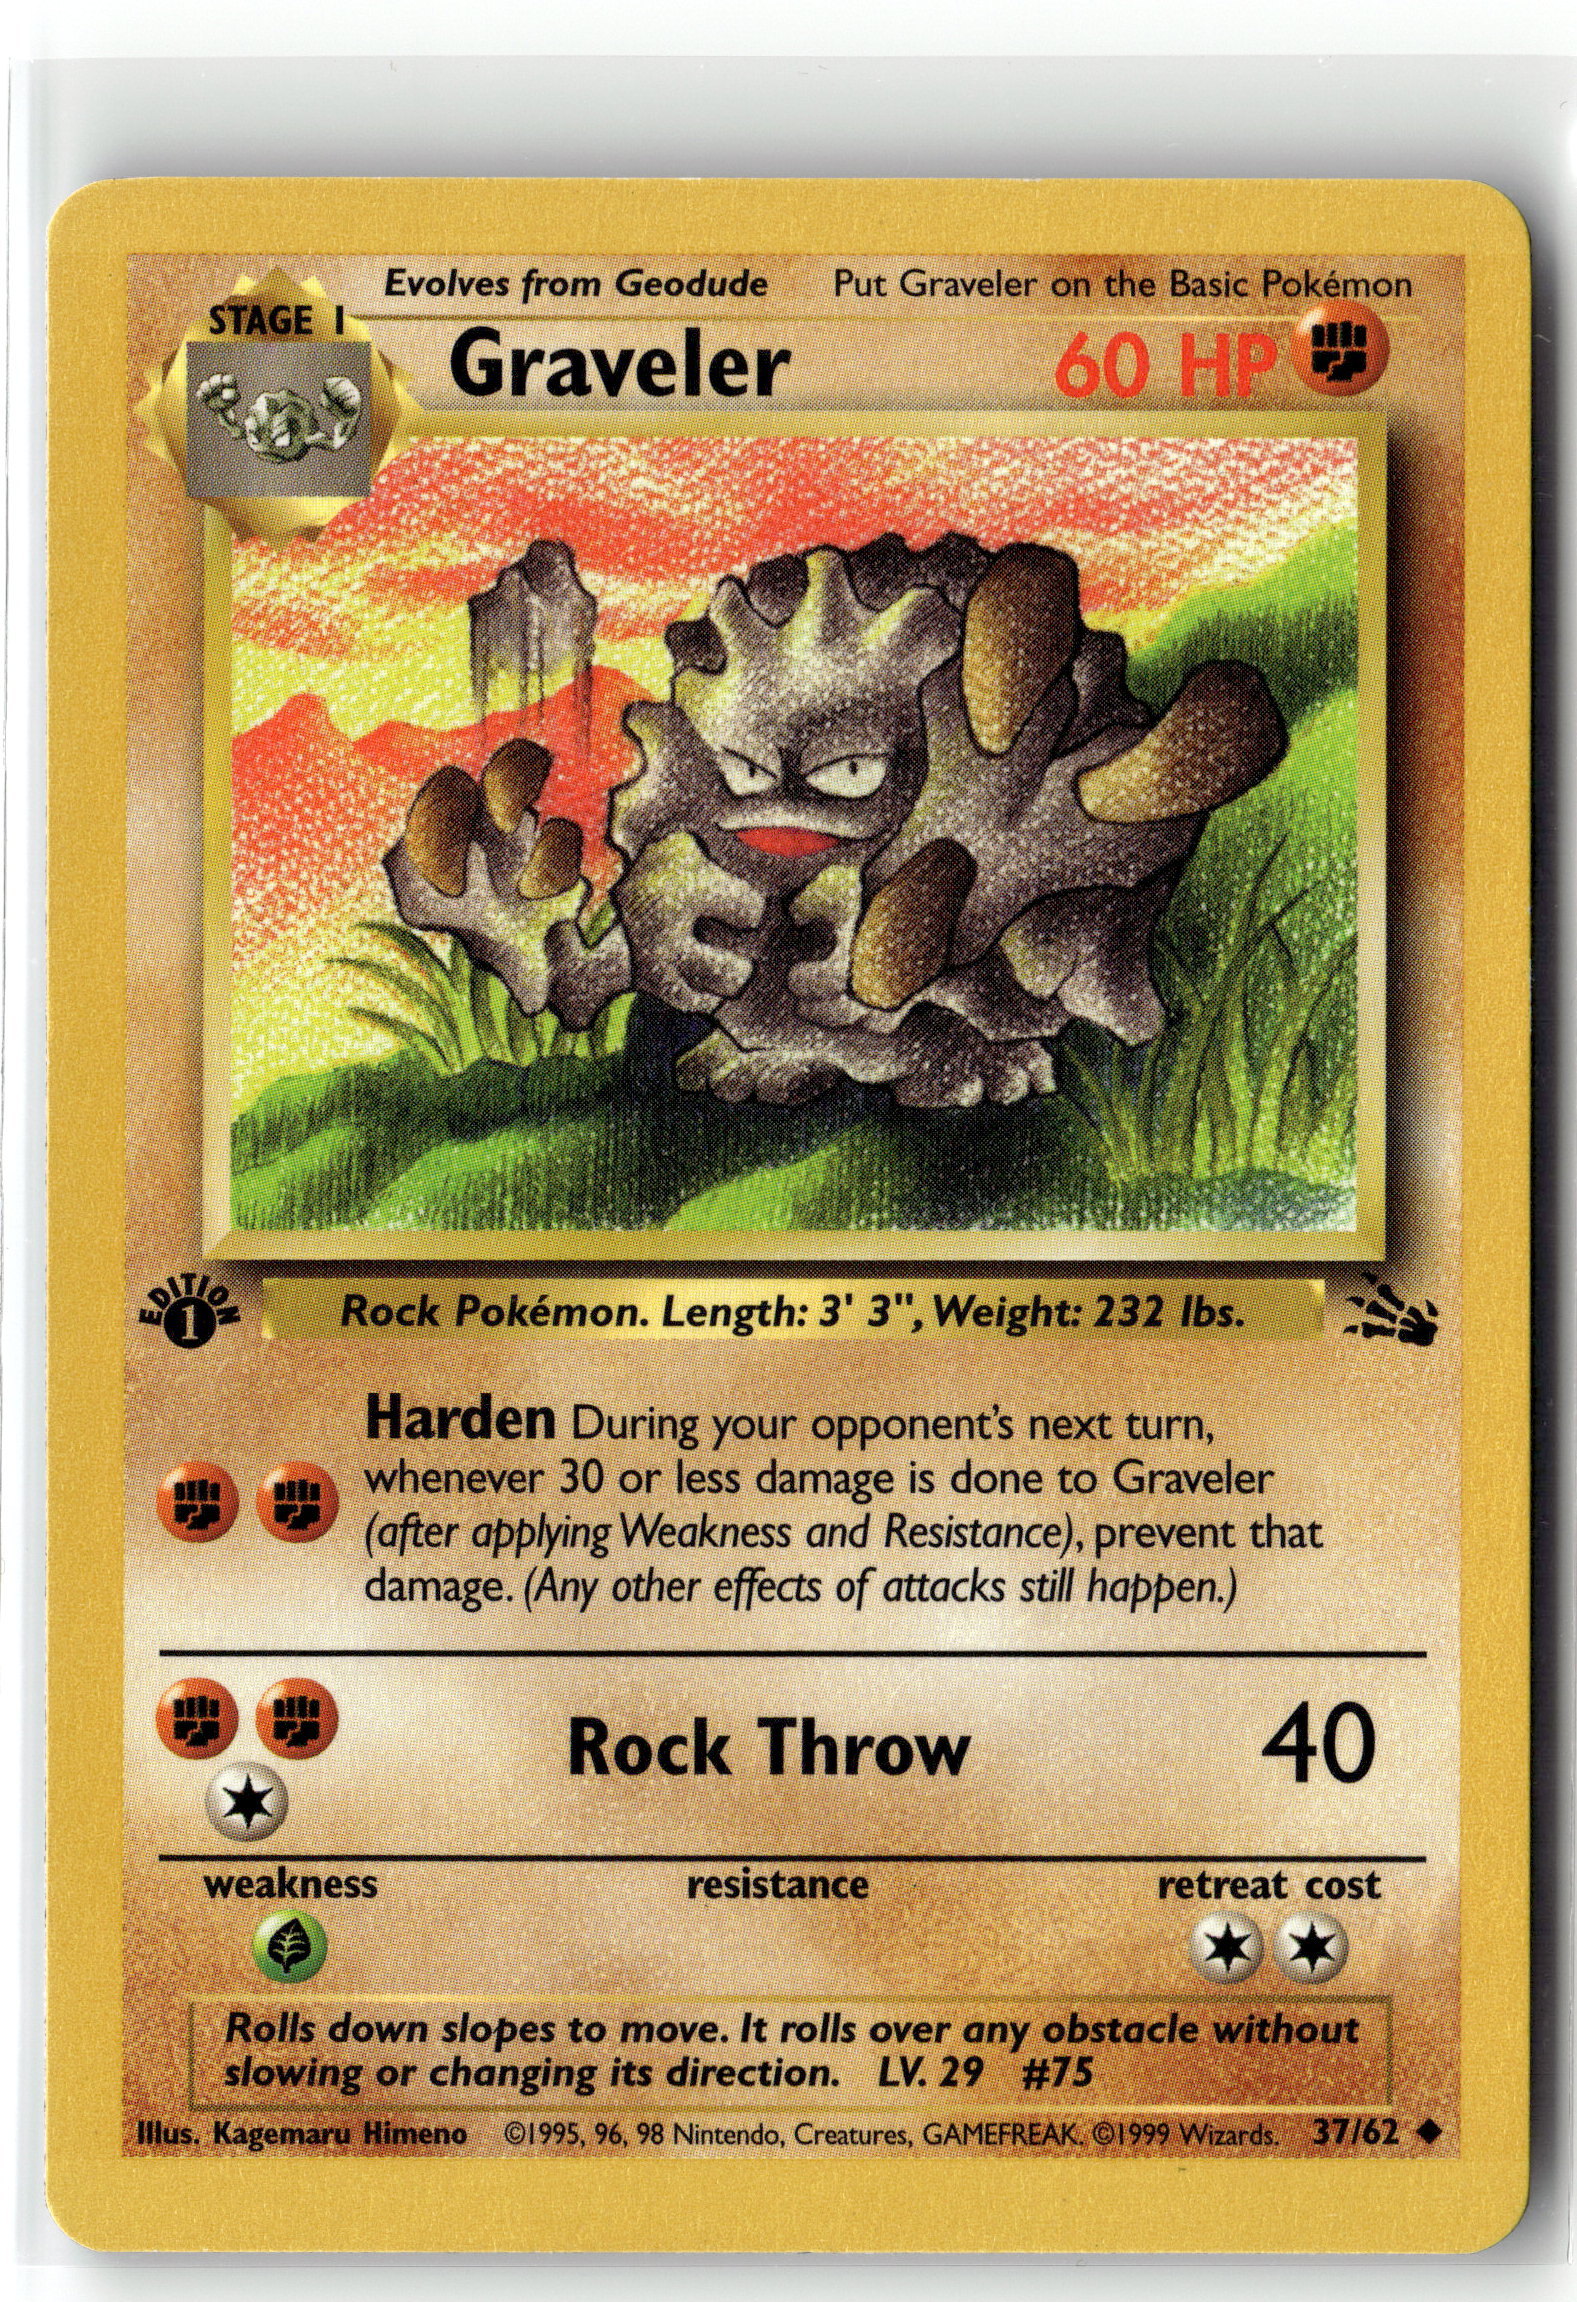 Evolves from Geodude Put Graveler on the Basic Pokémon
STAGE 1
Graveler 60 HP
EDITION
1
Rock Pokémon. Length: 3' 3", Weight: 232 lbs.
Harden During your opponent's next turn,
whenever 30 or less damage is done to Graveler
(after applying Weakness and Resistance), prevent that
damage. (Any other effects of attacks still happen.)
Rock Throw 40
weakness resistance retreat cost
Rolls down slopes to move. It rolls over any obstacle without
slowing or changing its direction. LV. 29 #75
Illus. Kagemaru Himeno ©1995, 96, 98 Nintendo, Creatures, GAMEFREAK. ©1999 Wizards. 37/62